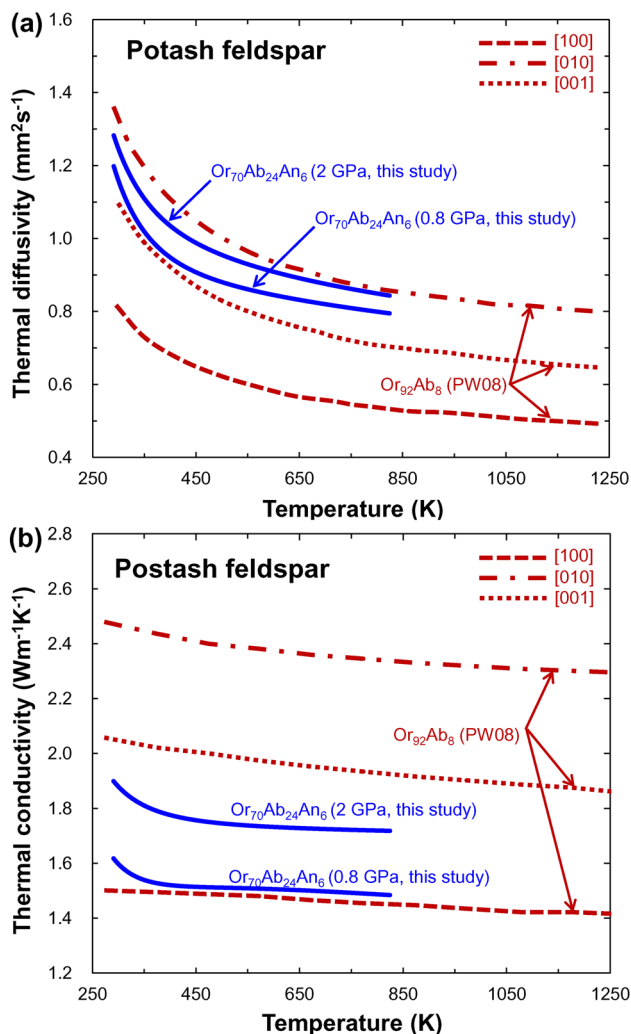 (a)
Potash feldspar
[100]
[010]
[001]
Or₇₀Ab₂₄An₆ (2 GPa, this study)
Or₇₀Ab₂₄An₆ (0.8 GPa, this study)
Or₉₂Ab₈ (PW08)
Thermal diffusivity (mm²s⁻¹)
1.6
1.4
1.2
1.0
0.8
0.6
0.4
250 450 650 850 1050 1250
Temperature (K)
(b)
Postash feldspar
[100]
[010]
[001]
Or₉₂Ab₈ (PW08)
Or₇₀Ab₂₄An₆ (2 GPa, this study)
Or₇₀Ab₂₄An₆ (0.8 GPa, this study)
Thermal conductivity (Wm⁻¹K⁻¹)
2.8
2.6
2.4
2.2
2.0
1.8
1.6
1.4
1.2
250 450 650 850 1050 1250
Temperature (K)